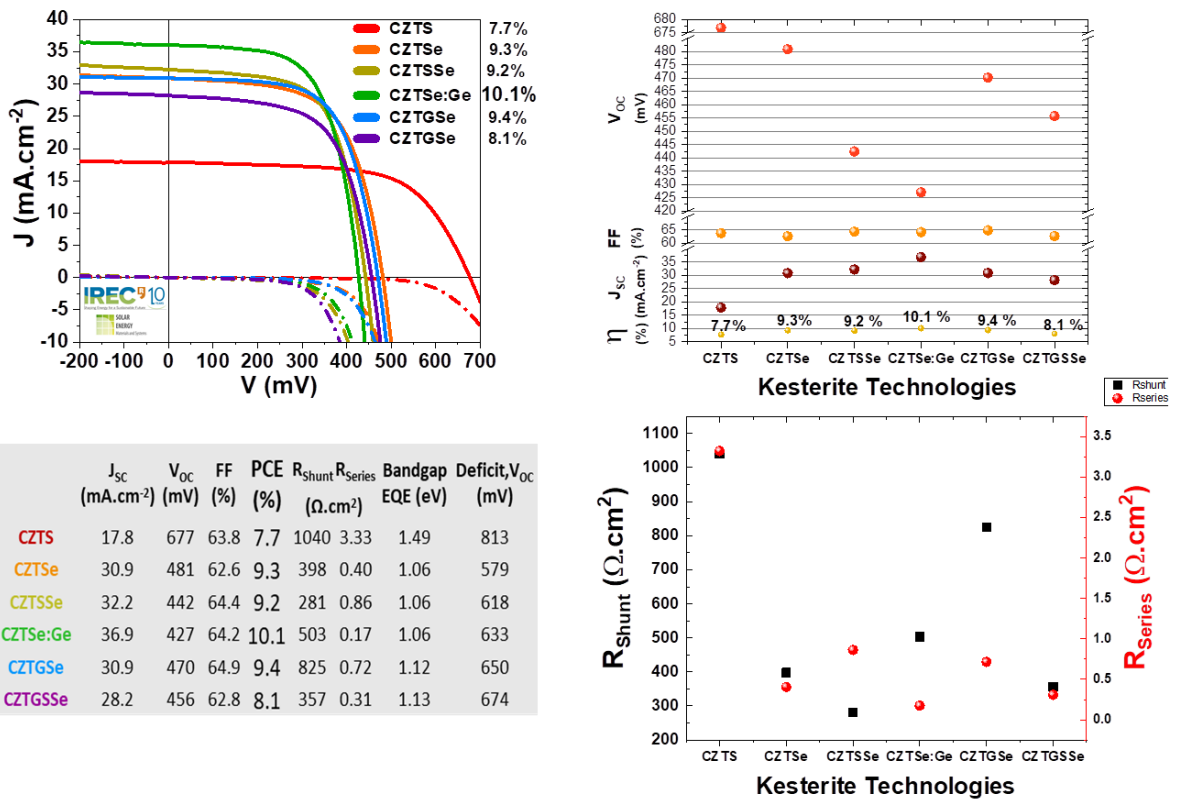 40
35
30
25
20
15
10
5
0
-5
-10
J (mA.cm-2)
-200 -100 0 100 200 300 400 500 600 700
V (mV)
CZTS 7.7%
CZTSe 9.3%
CZTSSe 9.2%
CZTSe:Ge 10.1%
CZTGSe 9.4%
CZTGSe 8.1%
IREC 10
SOLAR
ENERGY
Materials and Systems
680
675
480
470
465
460
455
450
445
440
435
430
425
420
65
60
35
30
25
20
15
10
5
VOC
(mV)
FF
(%)
JSC
(mA.cm-2)
η
(%)
7.7% 9.3% 9.2 % 10.1 % 9.4 % 8.1 %
CZTS CZTSe CZTSSe CZTSe:Ge CZTGSe CZTGSSe
Kesterite Technologies
JSC VOC FF PCE RShunt RSeries Bandgap Deficit,VOC
(mA.cm-2) (mV) (%) (%) (Ω.cm2) EQE (eV) (mV)
CZTS 17.8 677 63.8 7.7 1040 3.33 1.49 813
CZTSe 30.9 481 62.6 9.3 398 0.40 1.06 579
CZTSSe 32.2 442 64.4 9.2 281 0.86 1.06 618
CZTSe:Ge 36.9 427 64.2 10.1 503 0.17 1.06 633
CZTGSe 30.9 470 64.9 9.4 825 0.72 1.12 650
CZTGSSe 28.2 456 62.8 8.1 357 0.31 1.13 674
Rshunt
Rseries
1100
1000
900
800
700
600
500
400
300
200
RShunt (Ω.cm2)
3.5
3.0
2.5
2.0
1.5
1.0
0.5
0.0
RSeries (Ω.cm2)
CZTS CZTSe CZTSSe CZTSe:Ge CZTGSe CZTGSSe
Kesterite Technologies